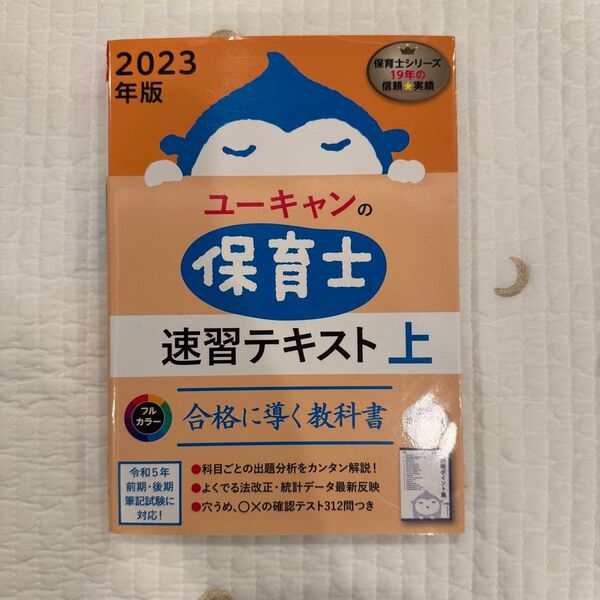 2023
年版
保育士シリーズ
19年の
信頼★実績
ユーキャンの
保育士
速習テキスト 上
フル
カラー
合格に導く教科書
令和5年
前期・後期
筆記試験に
対応!
●科目ごとの出題分析をカンタン解説!
●よくでる法改正・統計データ最新反映
●穴うめ、〇×の確認テスト312問つき